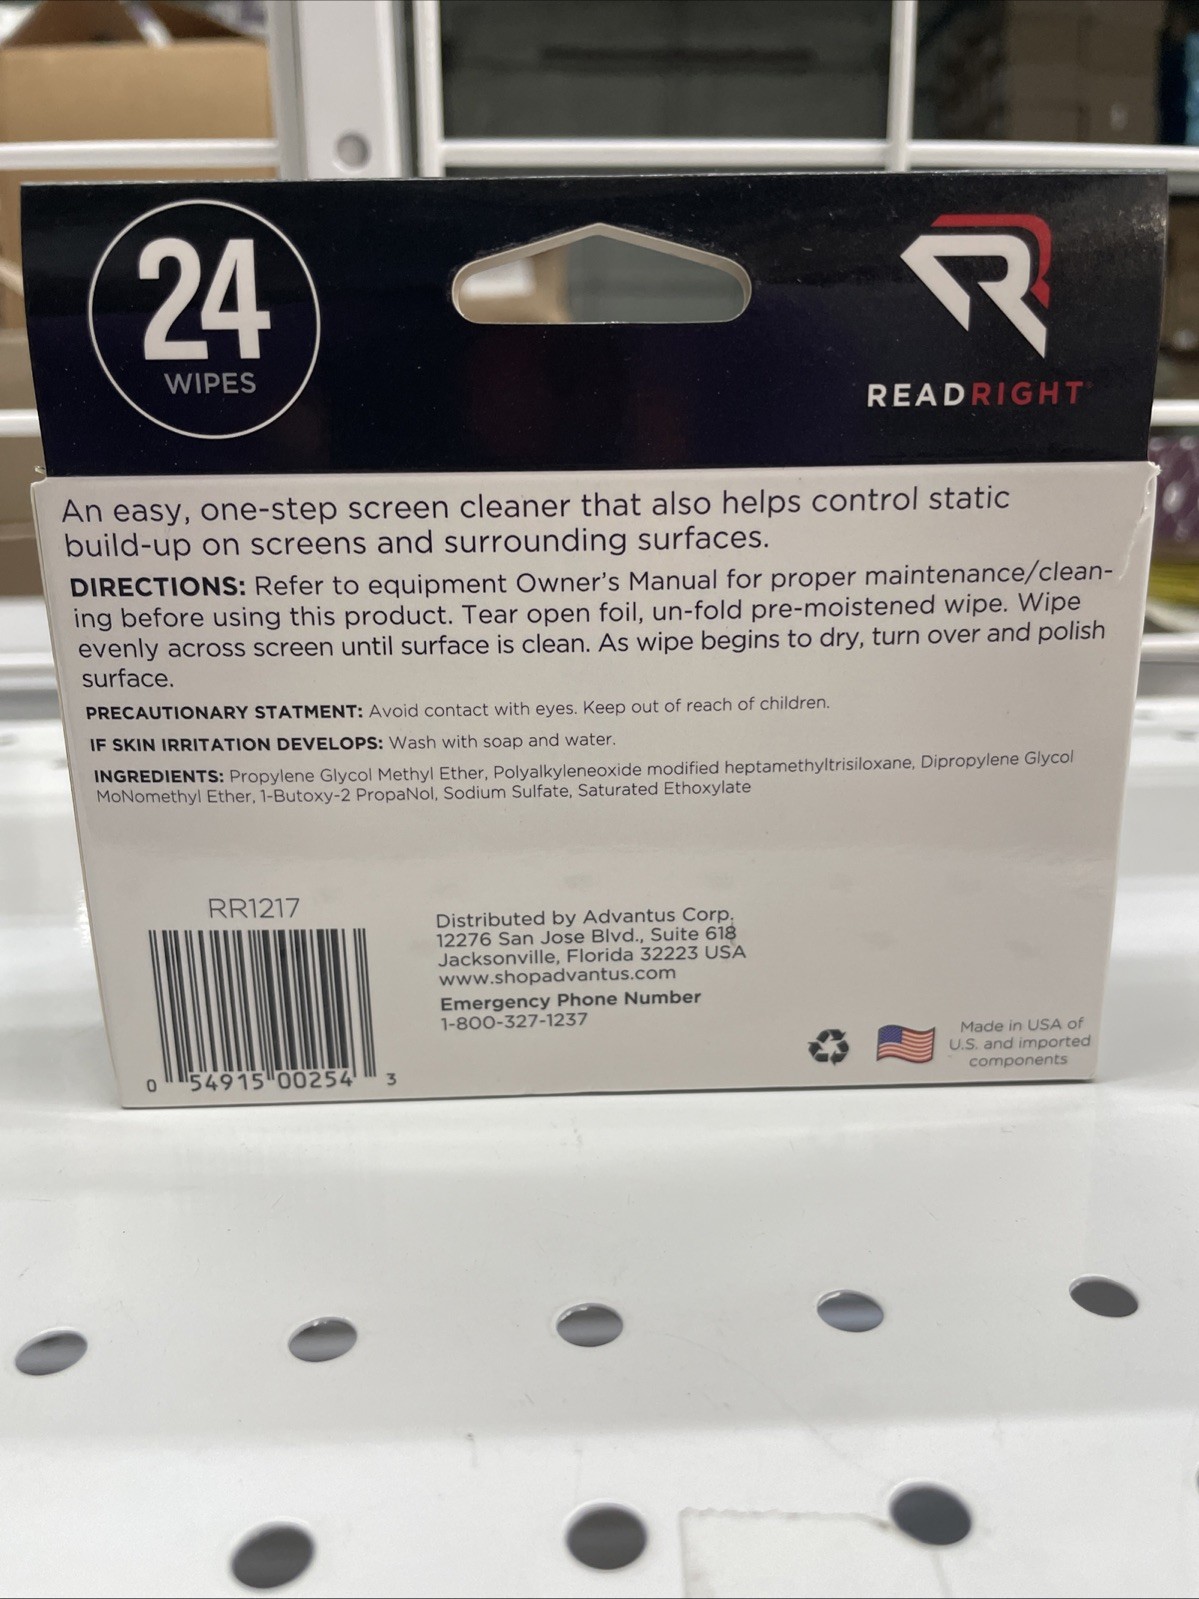 24
WIPES
READRIGHT
An easy, one-step screen cleaner that also helps control static
build-up on screens and surrounding surfaces.
DIRECTIONS: Refer to equipment Owner's Manual for proper maintenance/clean-
ing before using this product. Tear open foil, un-fold pre-moistened wipe. Wipe
evenly across screen until surface is clean. As wipe begins to dry, turn over and polish
surface.
PRECAUTIONARY STATMENT: Avoid contact with eyes. Keep out of reach of children.
IF SKIN IRRITATION DEVELOPS: Wash with soap and water.
INGREDIENTS: Propylene Glycol Methyl Ether, Polyalkyleneoxide modified heptamethyltrisiloxane, Dipropylene Glycol
MoNomethyl Ether, 1-Butoxy-2 PropaNol, Sodium Sulfate, Saturated Ethoxylate
RR1217
0 54915 00254 3
Distributed by Advantus Corp.
12276 San Jose Blvd., Suite 618
Jacksonville, Florida 32223 USA
www.shopadvantus.com
Emergency Phone Number
1-800-327-1237
Made in USA of
U.S. and imported
components